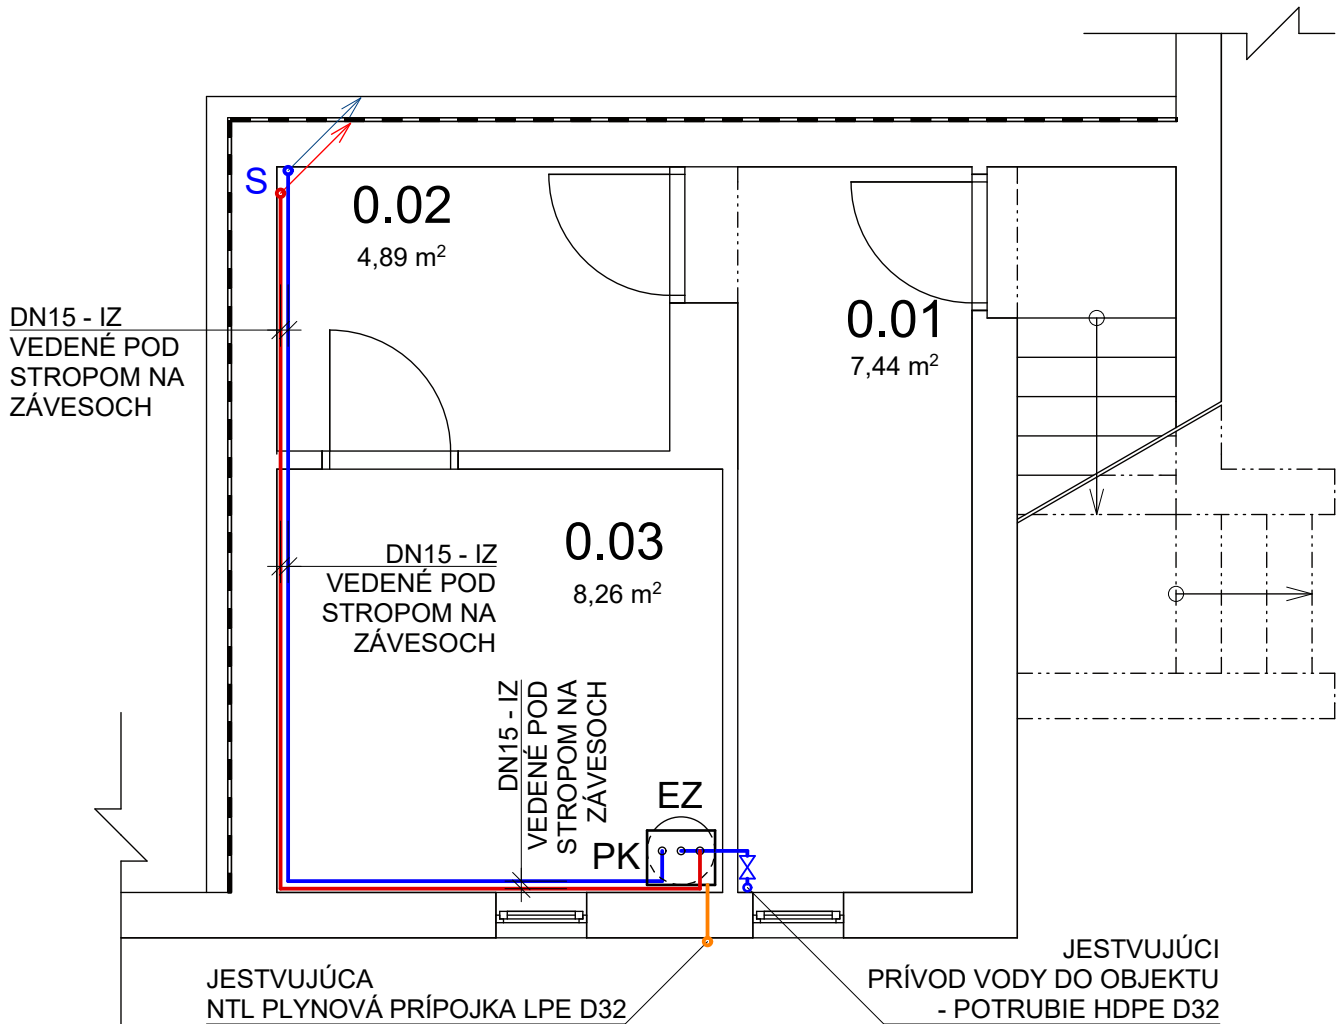 S
0.02
4,89 m²
0.01
7,44 m²
DN15 - IZ
VEDENÉ POD
STROPOM NA
ZÁVESOCH
0.03
8,26 m²
DN15 - IZ
VEDENÉ POD
STROPOM NA
ZÁVESOCH
DN15 - IZ
VEDENÉ POD
STROPOM NA
ZÁVESOCH
EZ
PK
JESTVUJÚCA
NTL PLYNOVÁ PRÍPOJKA LPE D32
JESTVUJÚCI
PRÍVOD VODY DO OBJEKTU
- POTRUBIE HDPE D32